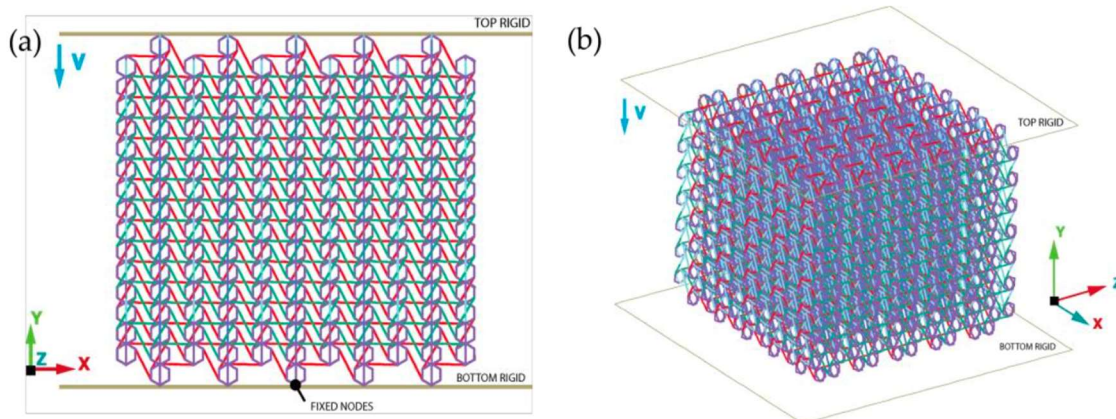 (a)
TOP RIGID
V
Y
Z
X
BOTTOM RIGID
FIXED NODES
(b)
V
TOP RIGID
Y
Z
X
BOTTOM RIGID